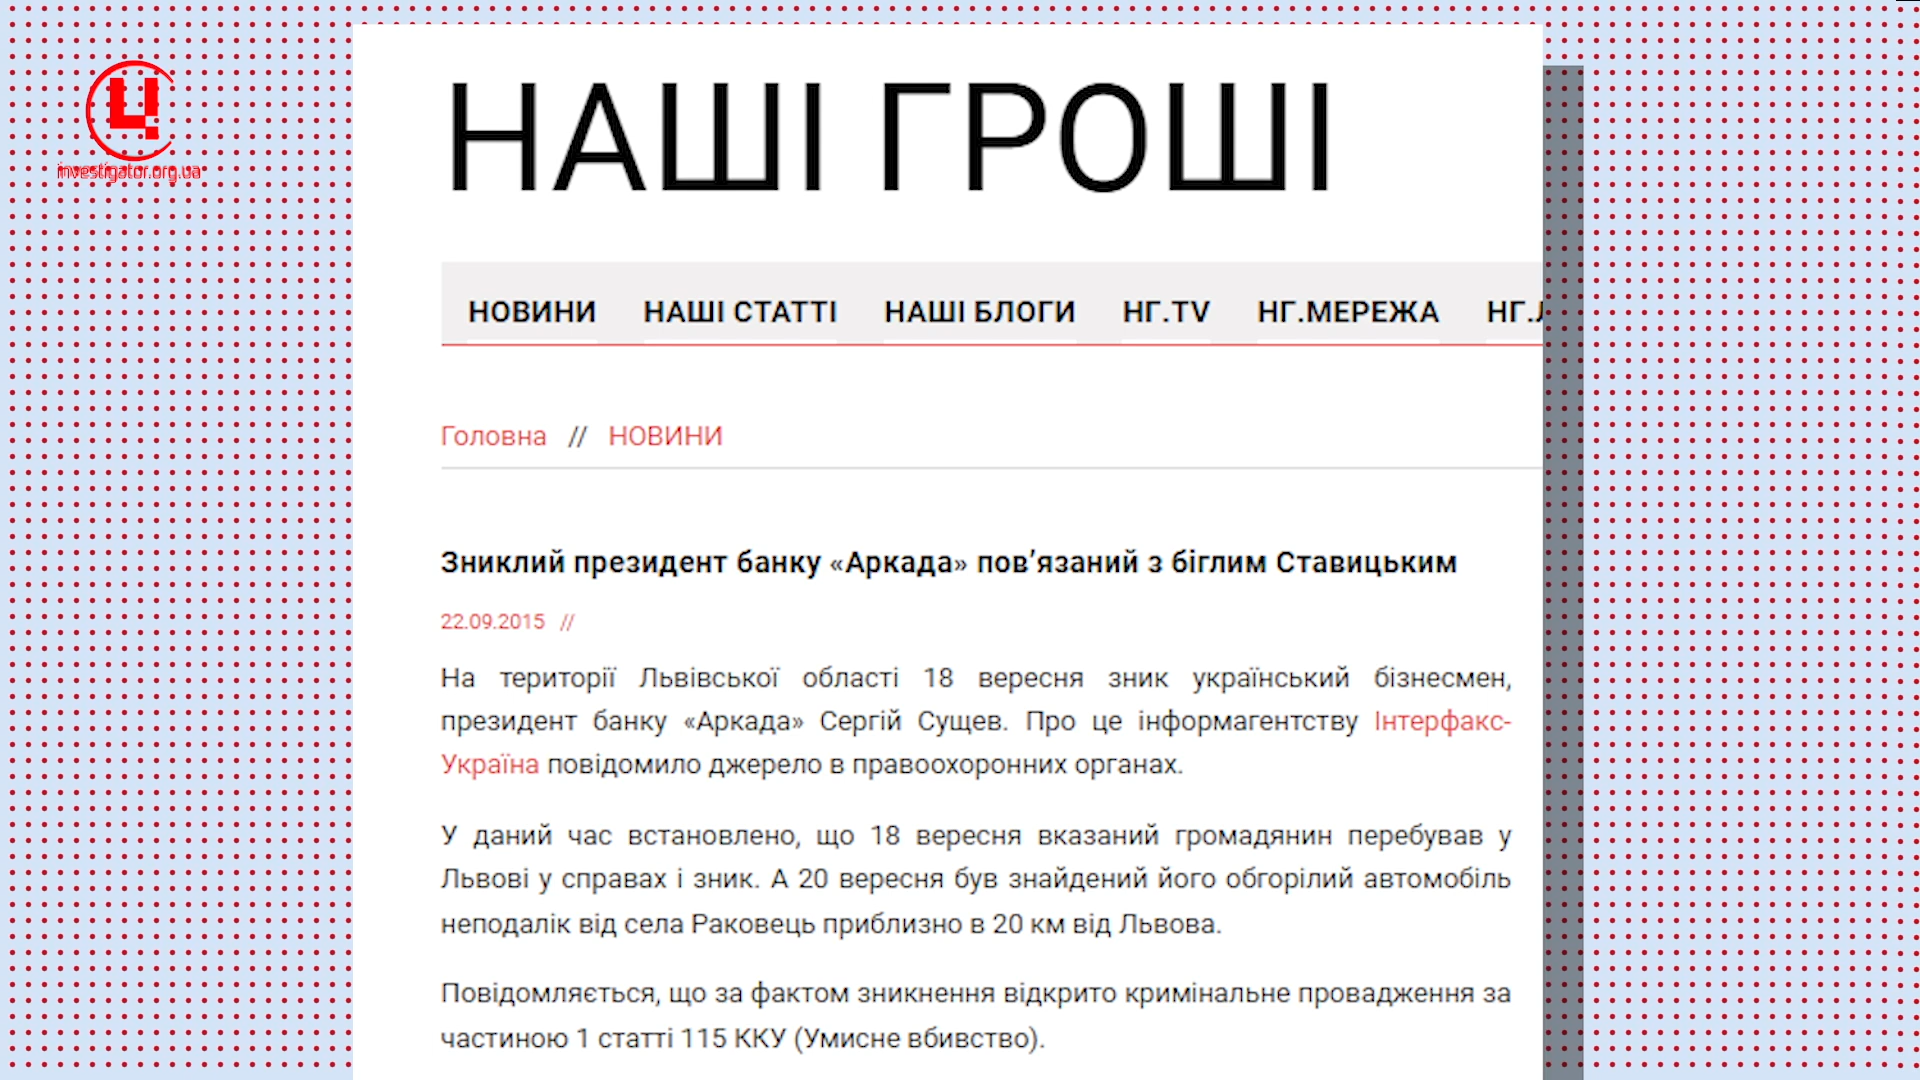 Ц
investigator.org.ua
НАШІ ГРОШІ
НОВИНИ НАШІ СТАТТІ НАШІ БЛОГИ НГ.TV НГ.МЕРЕЖА НГ.Л
Головна // НОВИНИ
Зниклий президент банку «Аркада» пов’язаний з біглим Ставицьким
22.09.2015 //
На території Львівської області 18 вересня зник український бізнесмен,
президент банку «Аркада» Сергій Сущев. Про це інформагентству Інтерфакс-
Україна повідомило джерело в правоохоронних органах.
У даний час встановлено, що 18 вересня вказаний громадянин перебував у
Львові у справах і зник. А 20 вересня був знайдений його обгорілий автомобіль
неподалік від села Раковець приблизно в 20 км від Львова.
Повідомляється, що за фактом зникнення відкрито кримінальне провадження за
частиною 1 статті 115 ККУ (Умисне вбивство).